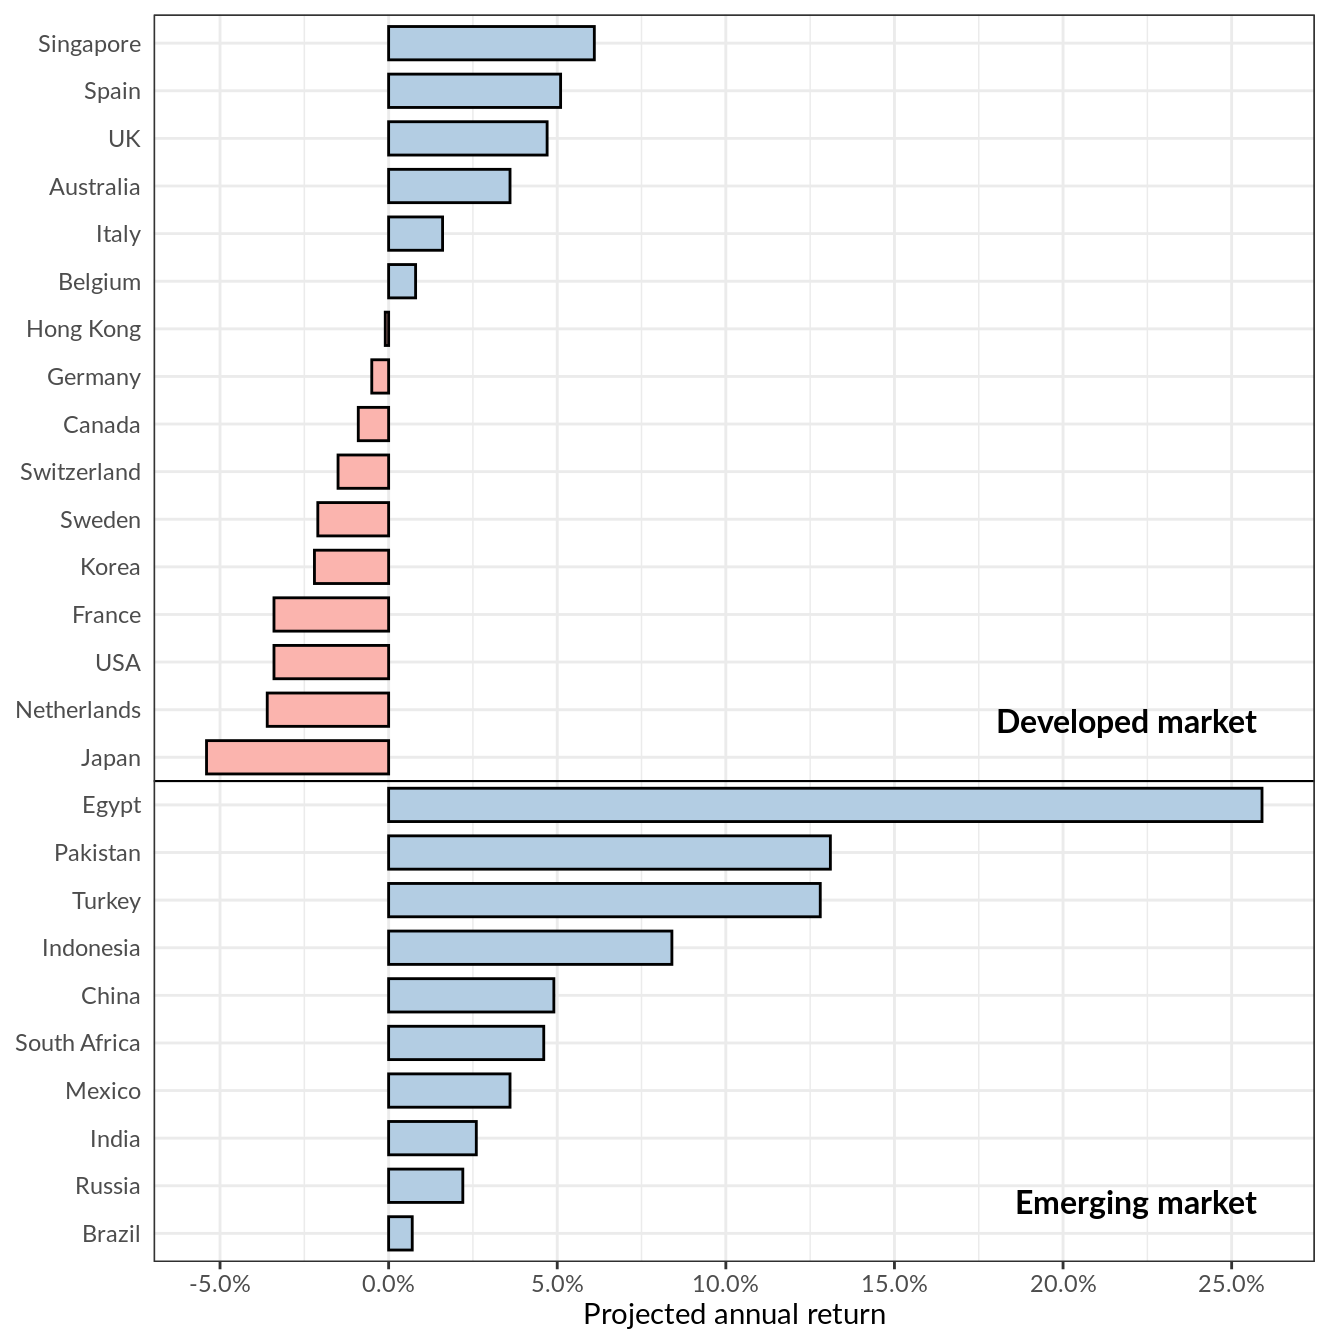 Singapore
Spain
UK
Australia
Italy
Belgium
Hong Kong
Germany
Canada
Switzerland
Sweden
Korea
France
USA
Netherlands
Developed market
Japan
Egypt
Pakistan
Turkey
Indonesia
China
South Africa
Mexico
India
Russia
Emerging market
Brazil
-5.0% 0.0% 5.0% 10.0% 15.0% 20.0% 25.0%
Projected annual return